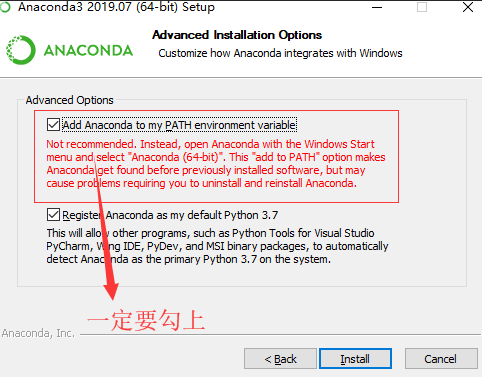 Anaconda3 2019.07 (64-bit) Setup
ANACONDA
Advanced Installation Options
Customize how Anaconda integrates with Windows
Advanced Options
Add Anaconda to my PATH environment variable
Not recommended. Instead, open Anaconda with the Windows Start
menu and select "Anaconda (64-bit)". This "add to PATH" option makes
Anaconda get found before previously installed software, but may
cause problems requiring you to uninstall and reinstall Anaconda.
Register Anaconda as my default Python 3.7
This will allow other programs, such as Python Tools for Visual Studio
PyCharm, Wing IDE, PyDev, and MSI binary packages, to automatically
detect Anaconda as the primary Python 3.7 on the system.
一定要勾上
Anaconda, Inc.
< Back
Install
Cancel